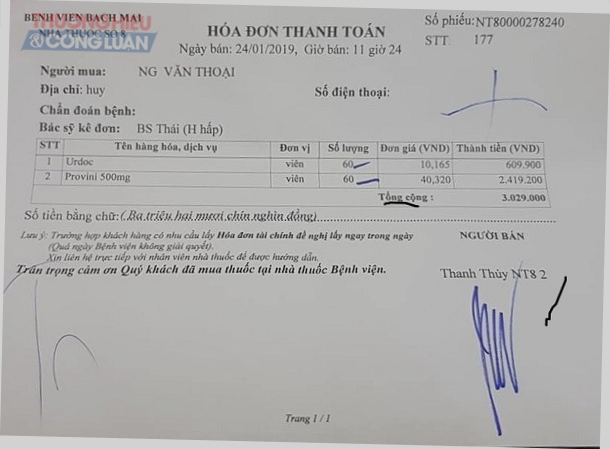 BỆNH VIỆN BẠCH MAI
NHÀ THUỐC SỐ 8
THUONGHIEU
&CÔNG LUẬN
HÓA ĐƠN THANH TOÁN
Ngày bán: 24/01/2019, Giờ bán: 11 giờ 24
Số phiếu: NT80000278240
STT: 177
Người mua: NG VĂN THOẠI
Địa chỉ: huy
Số điện thoại:
Chẩn đoán bệnh:
Bác sỹ kê đơn: BS Thái (H hấp)
STT Tên hàng hóa, dịch vụ Đơn vị Số lượng Đơn giá (VND) Thành tiền (VND)
1 Urdoc viên 60 10,165 609.900
2 Provini 500mg viên 60 40,320 2.419.200
Tổng cộng : 3.029.000
Số tiền bằng chữ:( Ba triệu hai mươi chín nghìn đồng)
Lưu ý: Trường hợp khách hàng có nhu cầu lấy Hóa đơn tài chính đề nghị lấy ngay trong ngày
(Quá ngày Bệnh viện không giải quyết).
Xin liên hệ trực tiếp với nhân viên nhà thuốc để được hướng dẫn.
Trân trọng cảm ơn Quý khách đã mua thuốc tại nhà thuốc Bệnh viện.
NGƯỜI BÁN
Thanh Thủy NT8 2
Trang 1 / 1